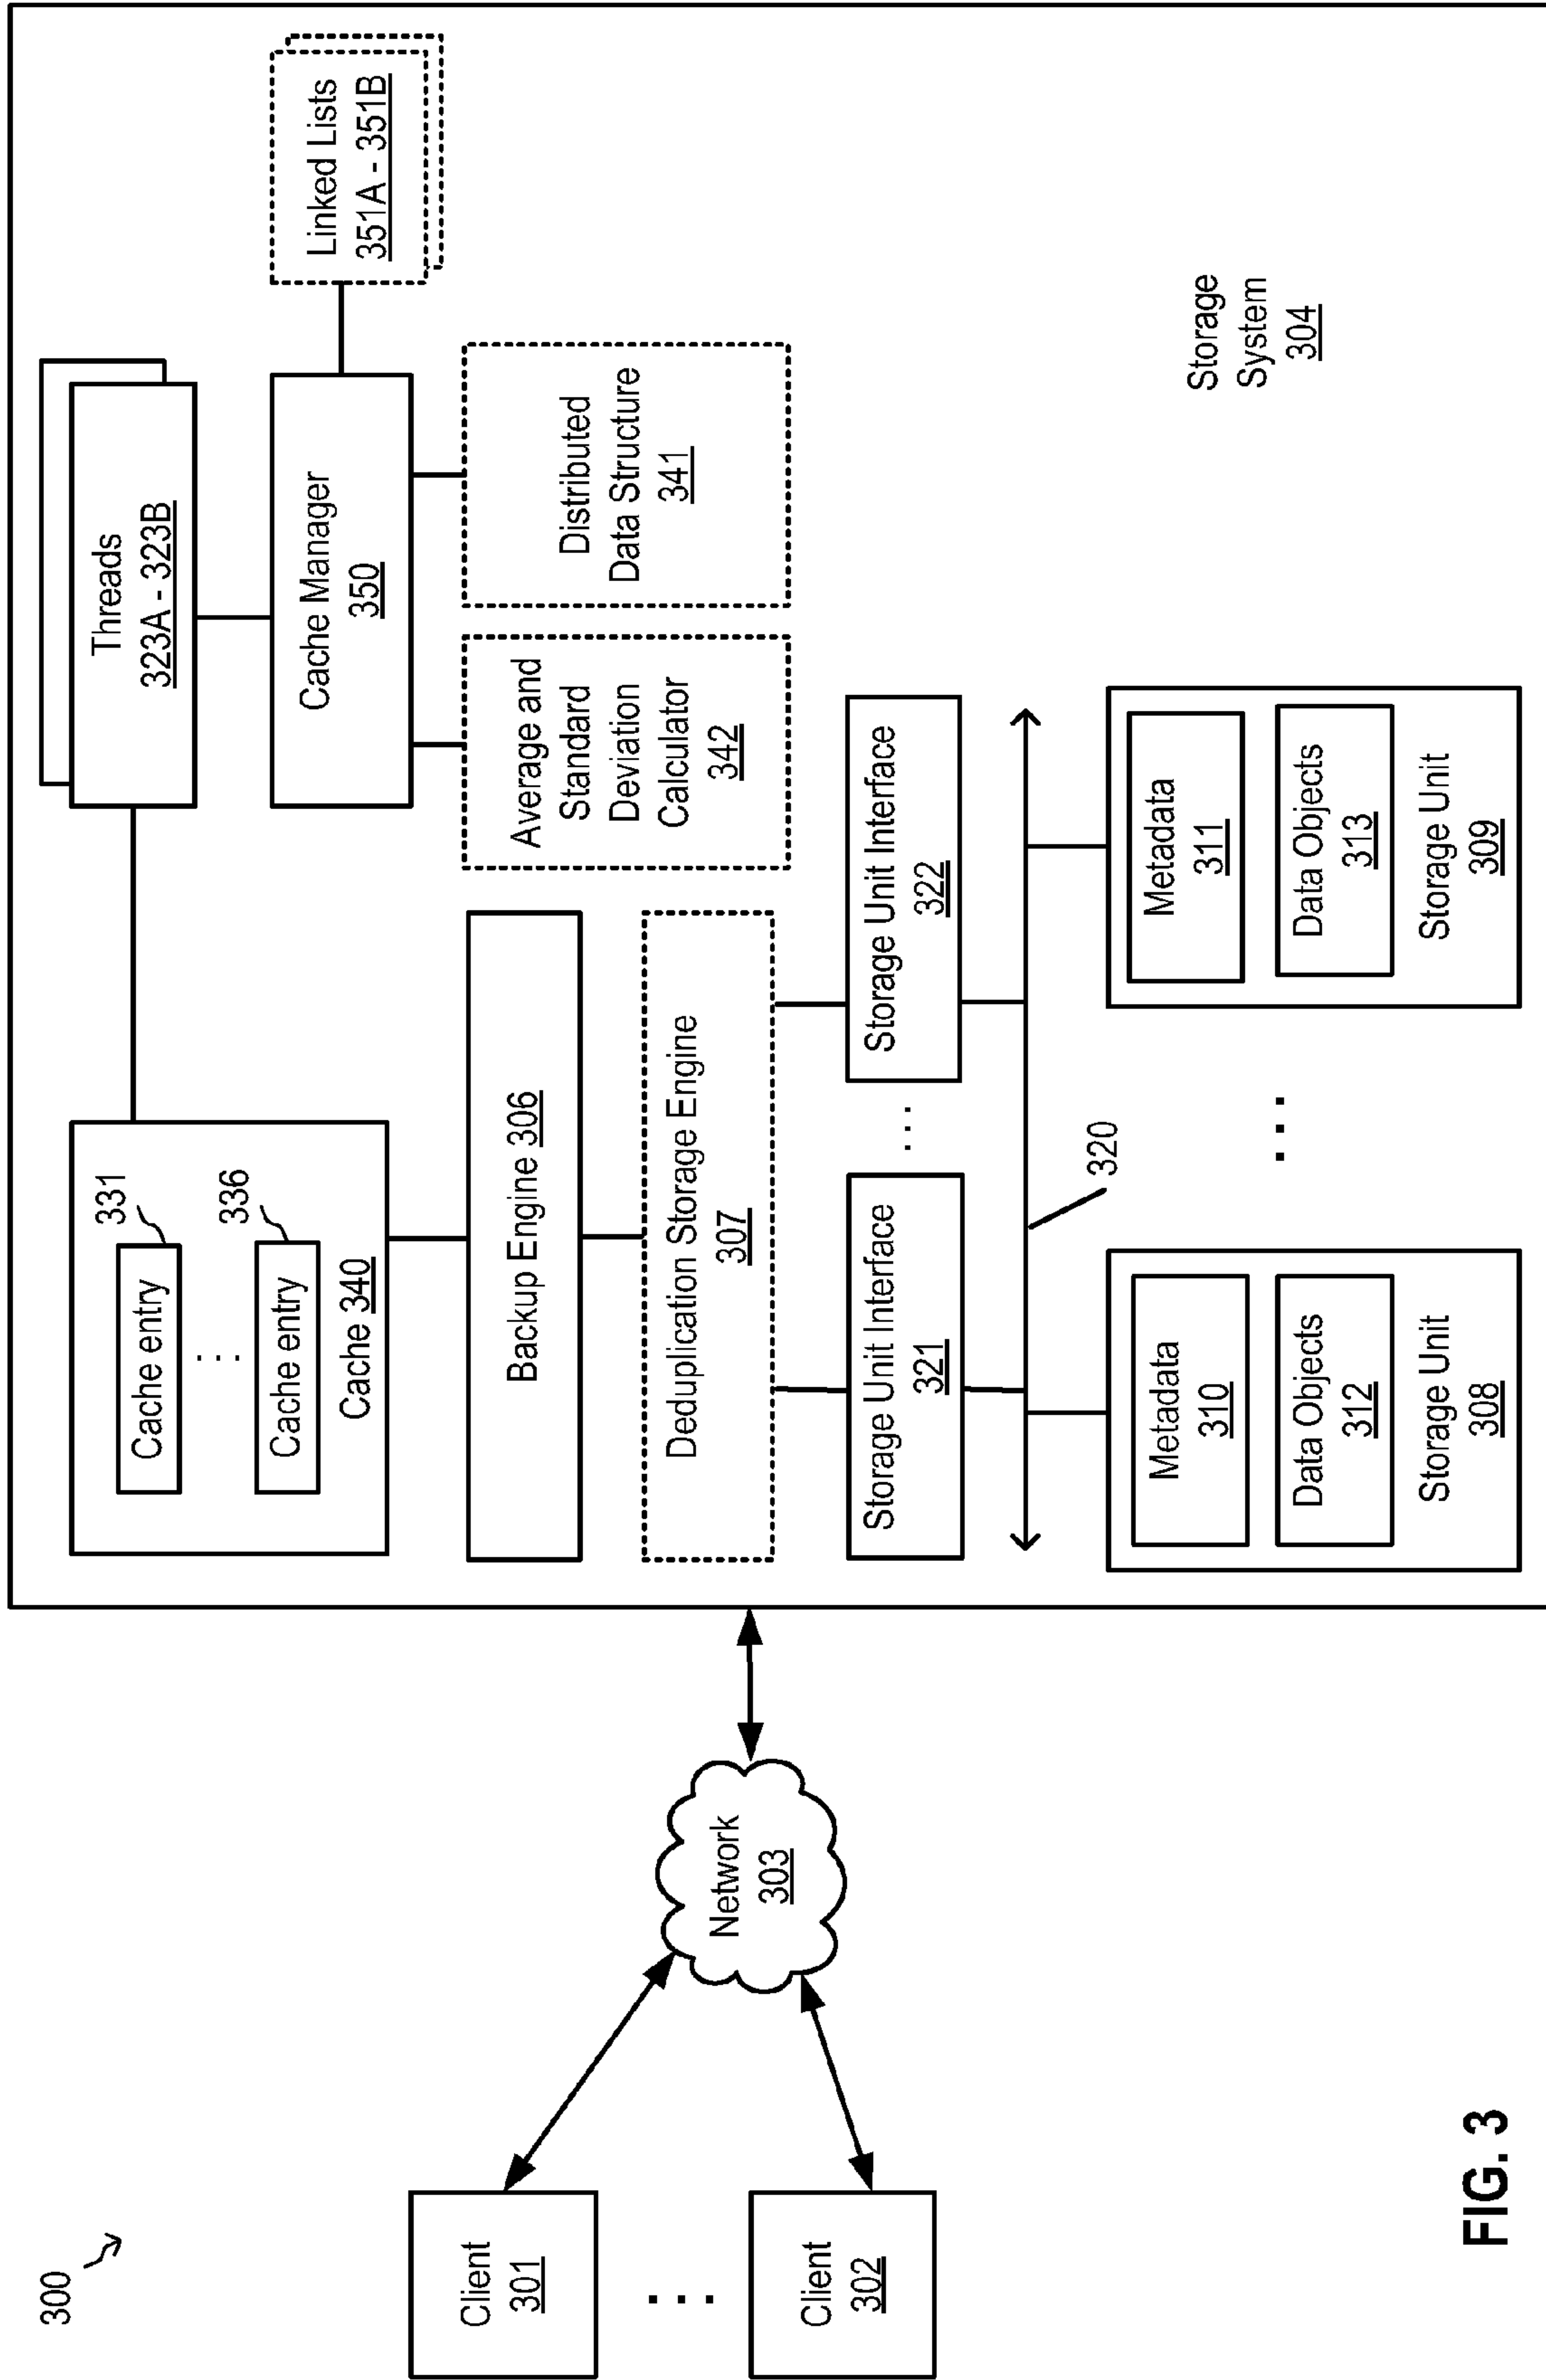 300
Client
301
. . .
Client
302
Network
303
Cache entry
331
. . .
Cache entry
336
Cache 340
Threads
323A - 323B
Cache Manager
350
Linked Lists
351A - 351B
Backup Engine 306
Average and
Standard
Deviation
Calculator
342
Distributed
Data Structure
341
Deduplication Storage Engine
307
Storage Unit Interface
321
. . .
Storage Unit Interface
322
320
Metadata
310
Data Objects
312
Storage Unit
308
. . .
Metadata
311
Data Objects
313
Storage Unit
309
Storage
System
304
FIG. 3